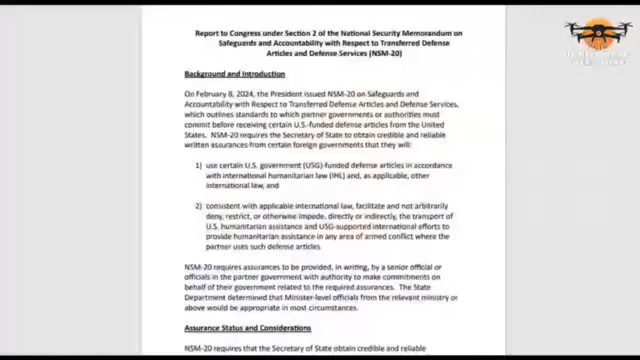 Report to Congress under Section 2 of the National Security Memorandum on
Safeguards and Accountability with Respect to Transferred Defense
Articles and Defense Services (NSM-20)
Background and Introduction
On February 8, 2024, the President issued NSM-20 on Safeguards and
Accountability with Respect to Transferred Defense Articles and Defense Services,
which outlines standards to which partner governments or authorities must
commit before receiving certain U.S.-funded defense articles from the United
States. NSM-20 requires the Secretary of State to obtain credible and reliable
written assurances from certain foreign governments that they will:
1) use certain U.S. government (USG)-funded defense articles in accordance
with international humanitarian law (IHL) and, as applicable, other
international law, and
2) consistent with applicable international law, facilitate and not arbitrarily
deny, restrict, or otherwise impede, directly or indirectly, the transport of
U.S. humanitarian assistance and USG-supported international efforts to
provide humanitarian assistance in any area of armed conflict where the
partner uses such defense articles.
NSM-20 requires assurances to be provided, in writing, by a senior official or
officials in the partner government with authority to make commitments on
behalf of their government related to the required assurances. The State
Department determined that Minister-level officials from the relevant ministry or
above would be appropriate in most circumstances.
Assurance Status and Considerations
NSM-20 requires that the Secretary of State obtain credible and reliable